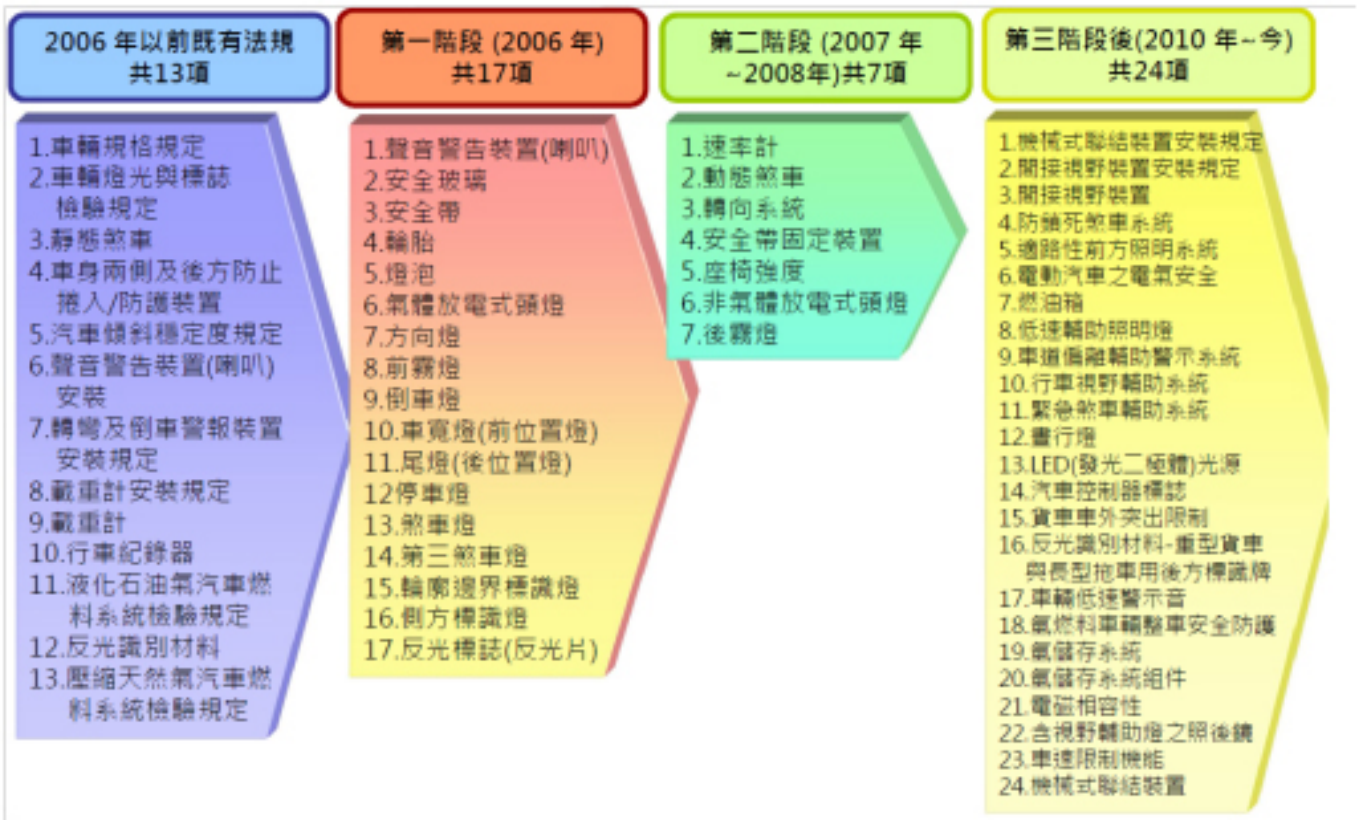 2006 年以前既有法規
共13項
1.車輛規格規定
2.車輛燈光與標誌
檢驗規定
3.靜態煞車
4.車身兩側及後方防止
捲入/防護裝置
5.汽車傾斜穩定度規定
6.聲音警告裝置(喇叭)
安裝
7.轉彎及倒車警報裝置
安裝規定
8.載重計安裝規定
9.載重計
10.行車紀錄器
11.液化石油氣汽車燃
料系統檢驗規定
12.反光識別材料
13.壓縮天然氣汽車燃
料系統檢驗規定
第一階段 (2006 年)
共17項
1.聲音警告裝置(喇叭)
2.安全玻璃
3.安全帶
4.輪胎
5.燈泡
6.氣體放電式頭燈
7.方向燈
8.前霧燈
9.倒車燈
10.車寬燈(前位置燈)
11.尾燈(後位置燈)
12停車燈
13.煞車燈
14.第三煞車燈
15.輪廓邊界標識燈
16.側方標識燈
17.反光標誌(反光片)
第二階段 (2007 年
~2008年)共7項
1.速率計
2.動態煞車
3.轉向系統
4.安全帶固定裝置
5.座椅強度
6.非氣體放電式頭燈
7.後霧燈
第三階段後(2010 年~今)
共24項
1.機械式聯結裝置安裝規定
2.間接視野裝置安裝規定
3.間接視野裝置
4.防鎖死煞車系統
5.適路性前方照明系統
6.電動汽車之電氣安全
7.燃油箱
8.低速輔助照明燈
9.車道偏離輔助警示系統
10.行車視野輔助系統
11.緊急煞車輔助系統
12.晝行燈
13.LED(發光二極體)光源
14.汽車控制器標誌
15.貨車車外突出限制
16.反光識別材料-重型貨車
與長型拖車用後方標識牌
17.車輛低速警示音
18.氫燃料車輛整車安全防護
19.氫儲存系統
20.氫儲存系統組件
21.電磁相容性
22.含視野輔助燈之照後鏡
23.車速限制機能
24.機械式聯結裝置